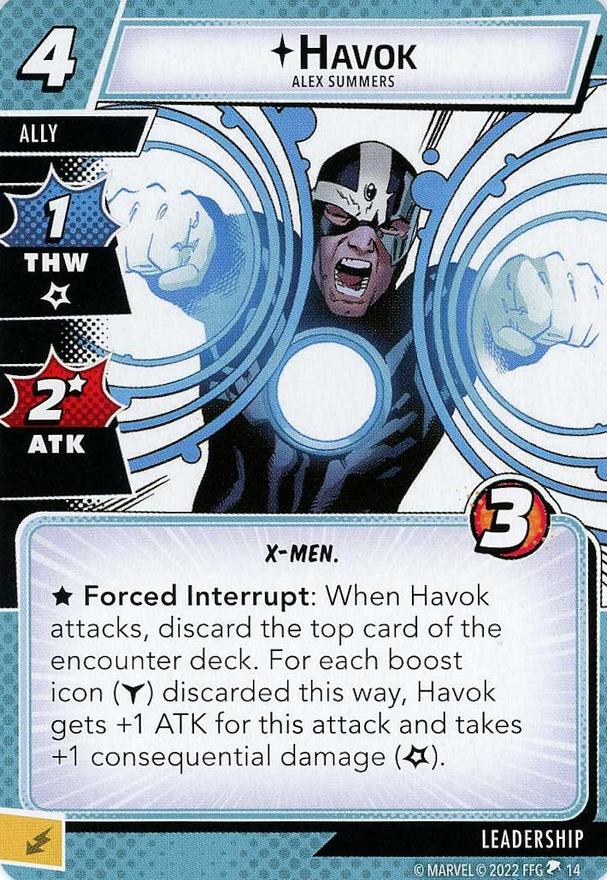 4
HAVOK
ALEX SUMMERS
ALLY
1
THW
2
ATK
3
X-MEN.
★ Forced Interrupt: When Havok
attacks, discard the top card of the
encounter deck. For each boost
icon () discarded this way, Havok
gets +1 ATK for this attack and takes
+1 consequential damage ().
LEADERSHIP
© MARVEL © 2022 FFG 14